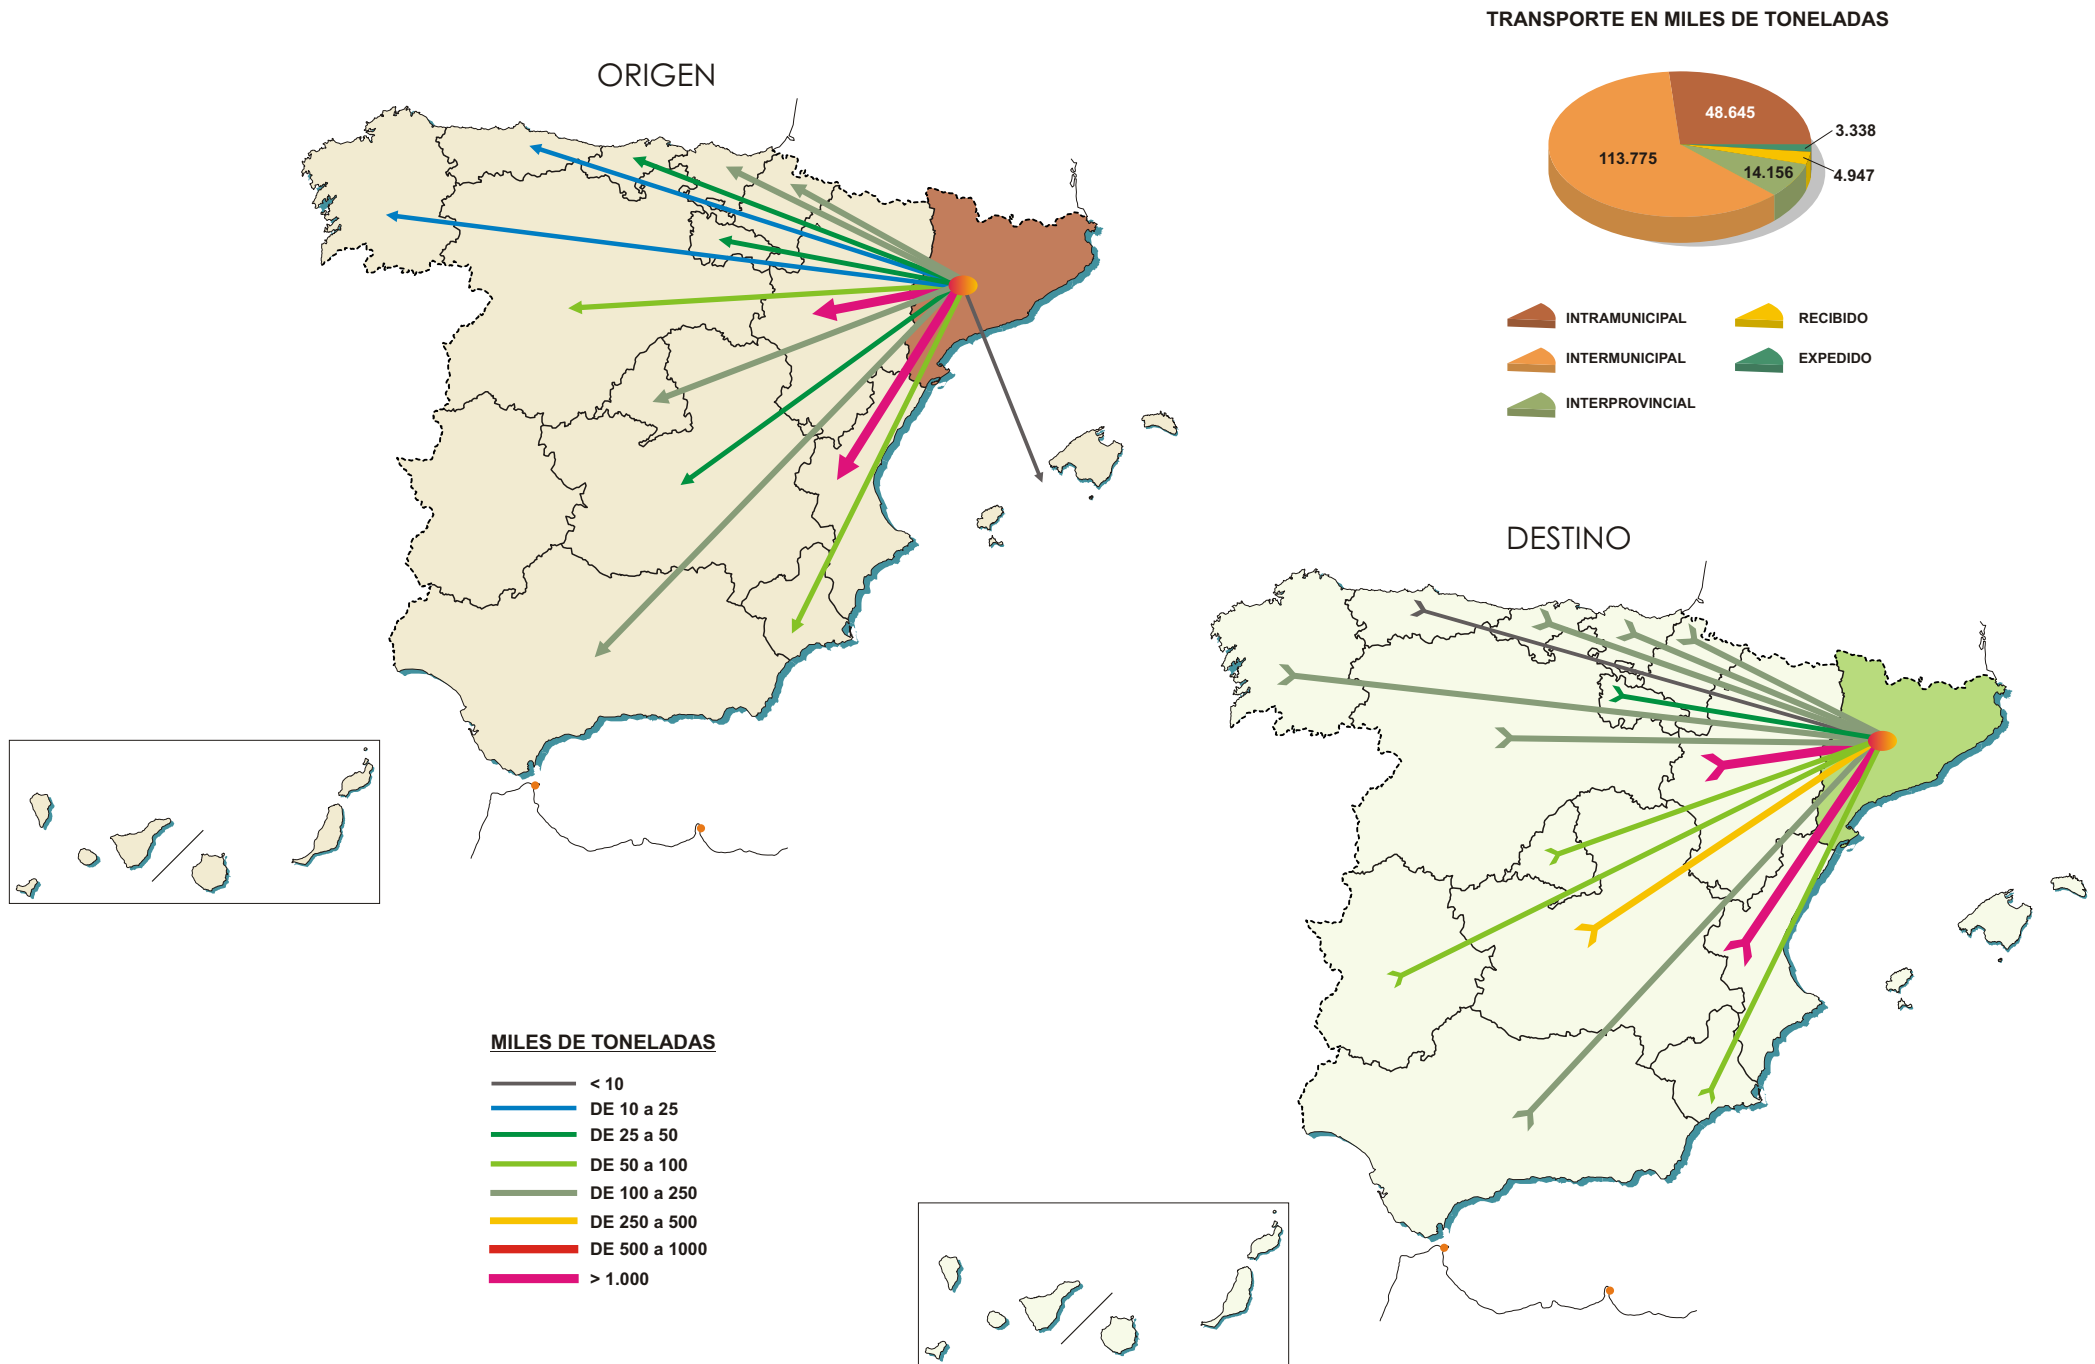 TRANSPORTE EN MILES DE TONELADAS
ORIGEN
48.645
3.338
113.775
14.156
4.947
INTRAMUNICIPAL
RECIBIDO
INTERMUNICIPAL
EXPEDIDO
INTERPROVINCIAL
DESTINO
MILES DE TONELADAS
< 10
DE 10 a 25
DE 25 a 50
DE 50 a 100
DE 100 a 250
DE 250 a 500
DE 500 a 1000
> 1.000